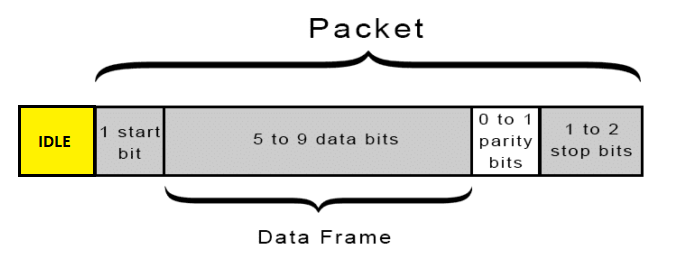 Packet
IDLE
1 start
bit
5 to 9 data bits
0 to 1
parity
bits
1 to 2
stop bits
Data Frame